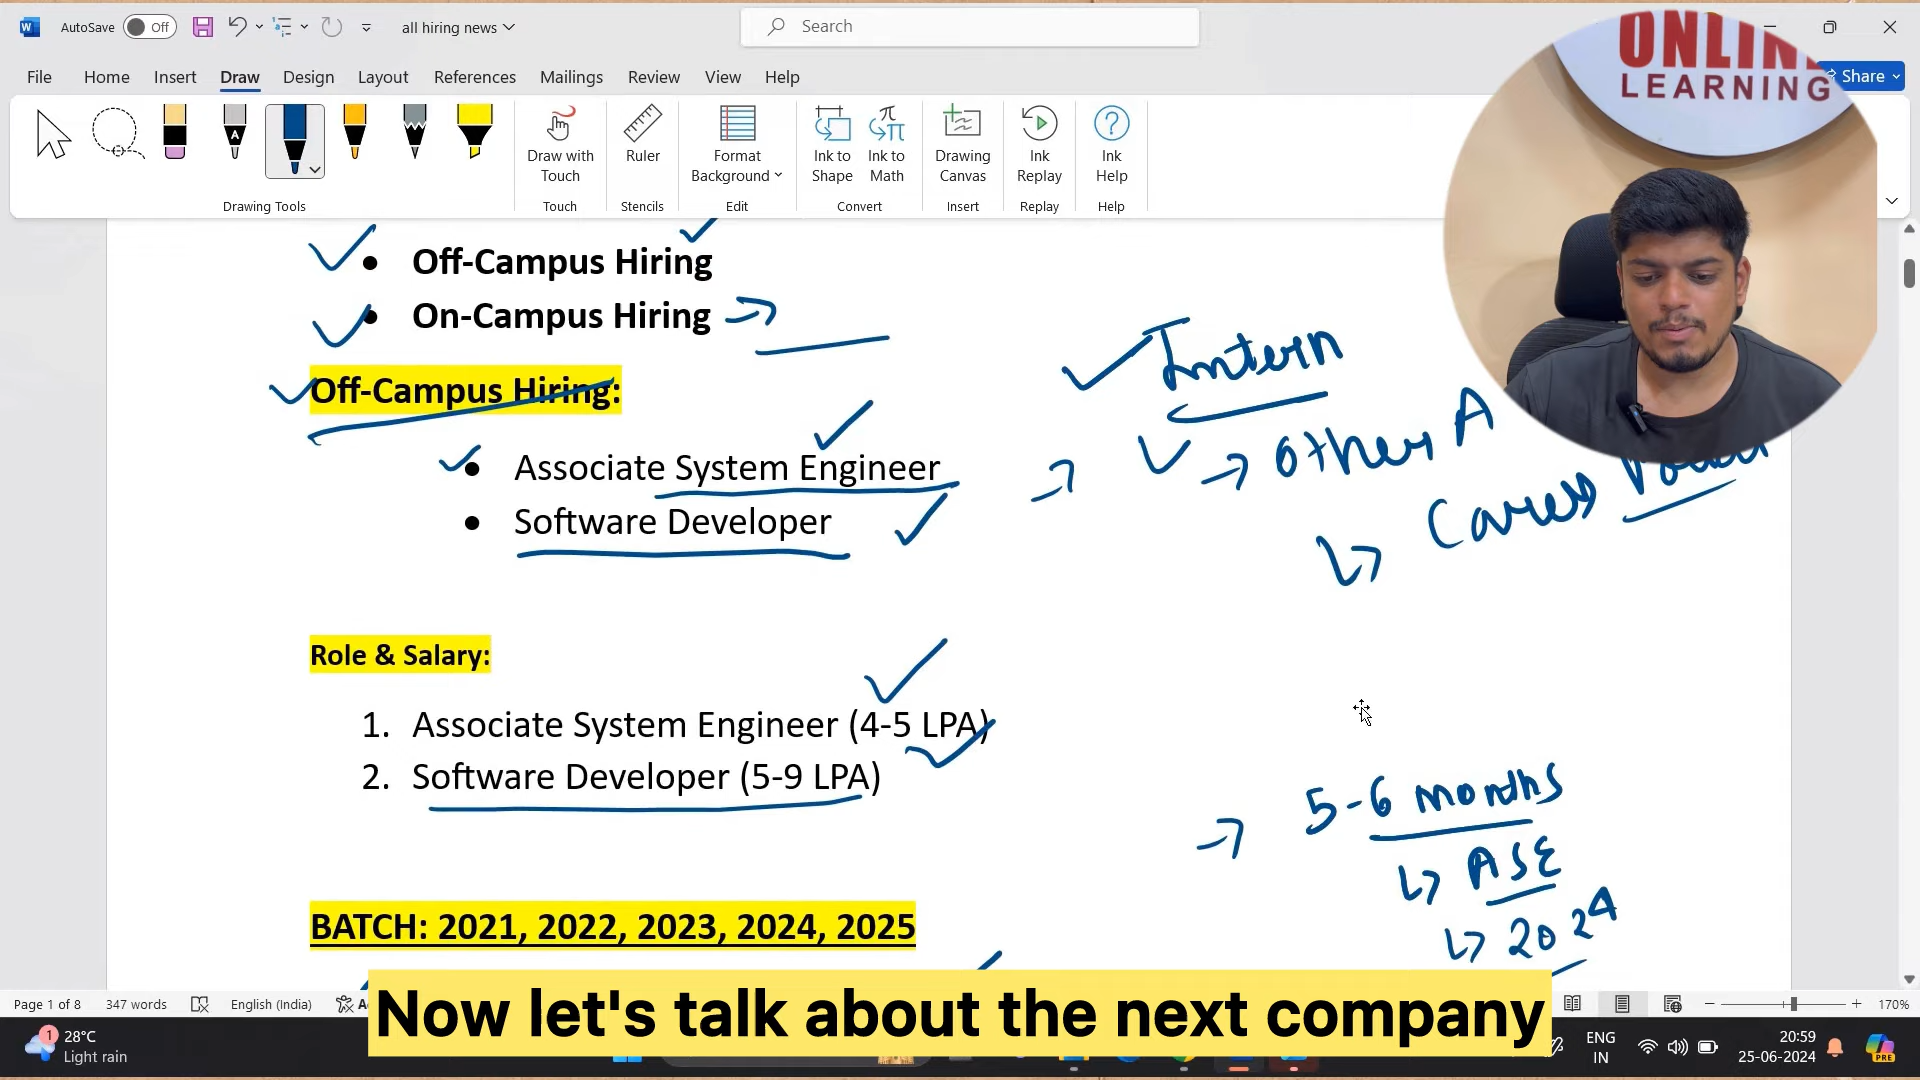 AutoSave Off all hiring news Search
ONLINE
LEARNING
File Home Insert Draw Design Layout References Mailings Review View Help Share
Draw with Touch Ruler Format Background Ink to Shape Ink to Math Drawing Canvas Ink Replay Ink Help
Drawing Tools Touch Stencils Edit Convert Insert Replay Help
Off-Campus Hiring
On-Campus Hiring
Intern
Off-Campus Hiring:
Other A
Associate System Engineer
Software Developer
Role & Salary:
1. Associate System Engineer (4-5 LPA)
2. Software Developer (5-9 LPA)
5-6 months
ASE
2024
BATCH: 2021, 2022, 2023, 2024, 2025
Now let's talk about the next company
Page 1 of 8 347 words English (India) 170%
1 28°C
Light rain
ENG
IN
20:59
25-06-2024
PRE